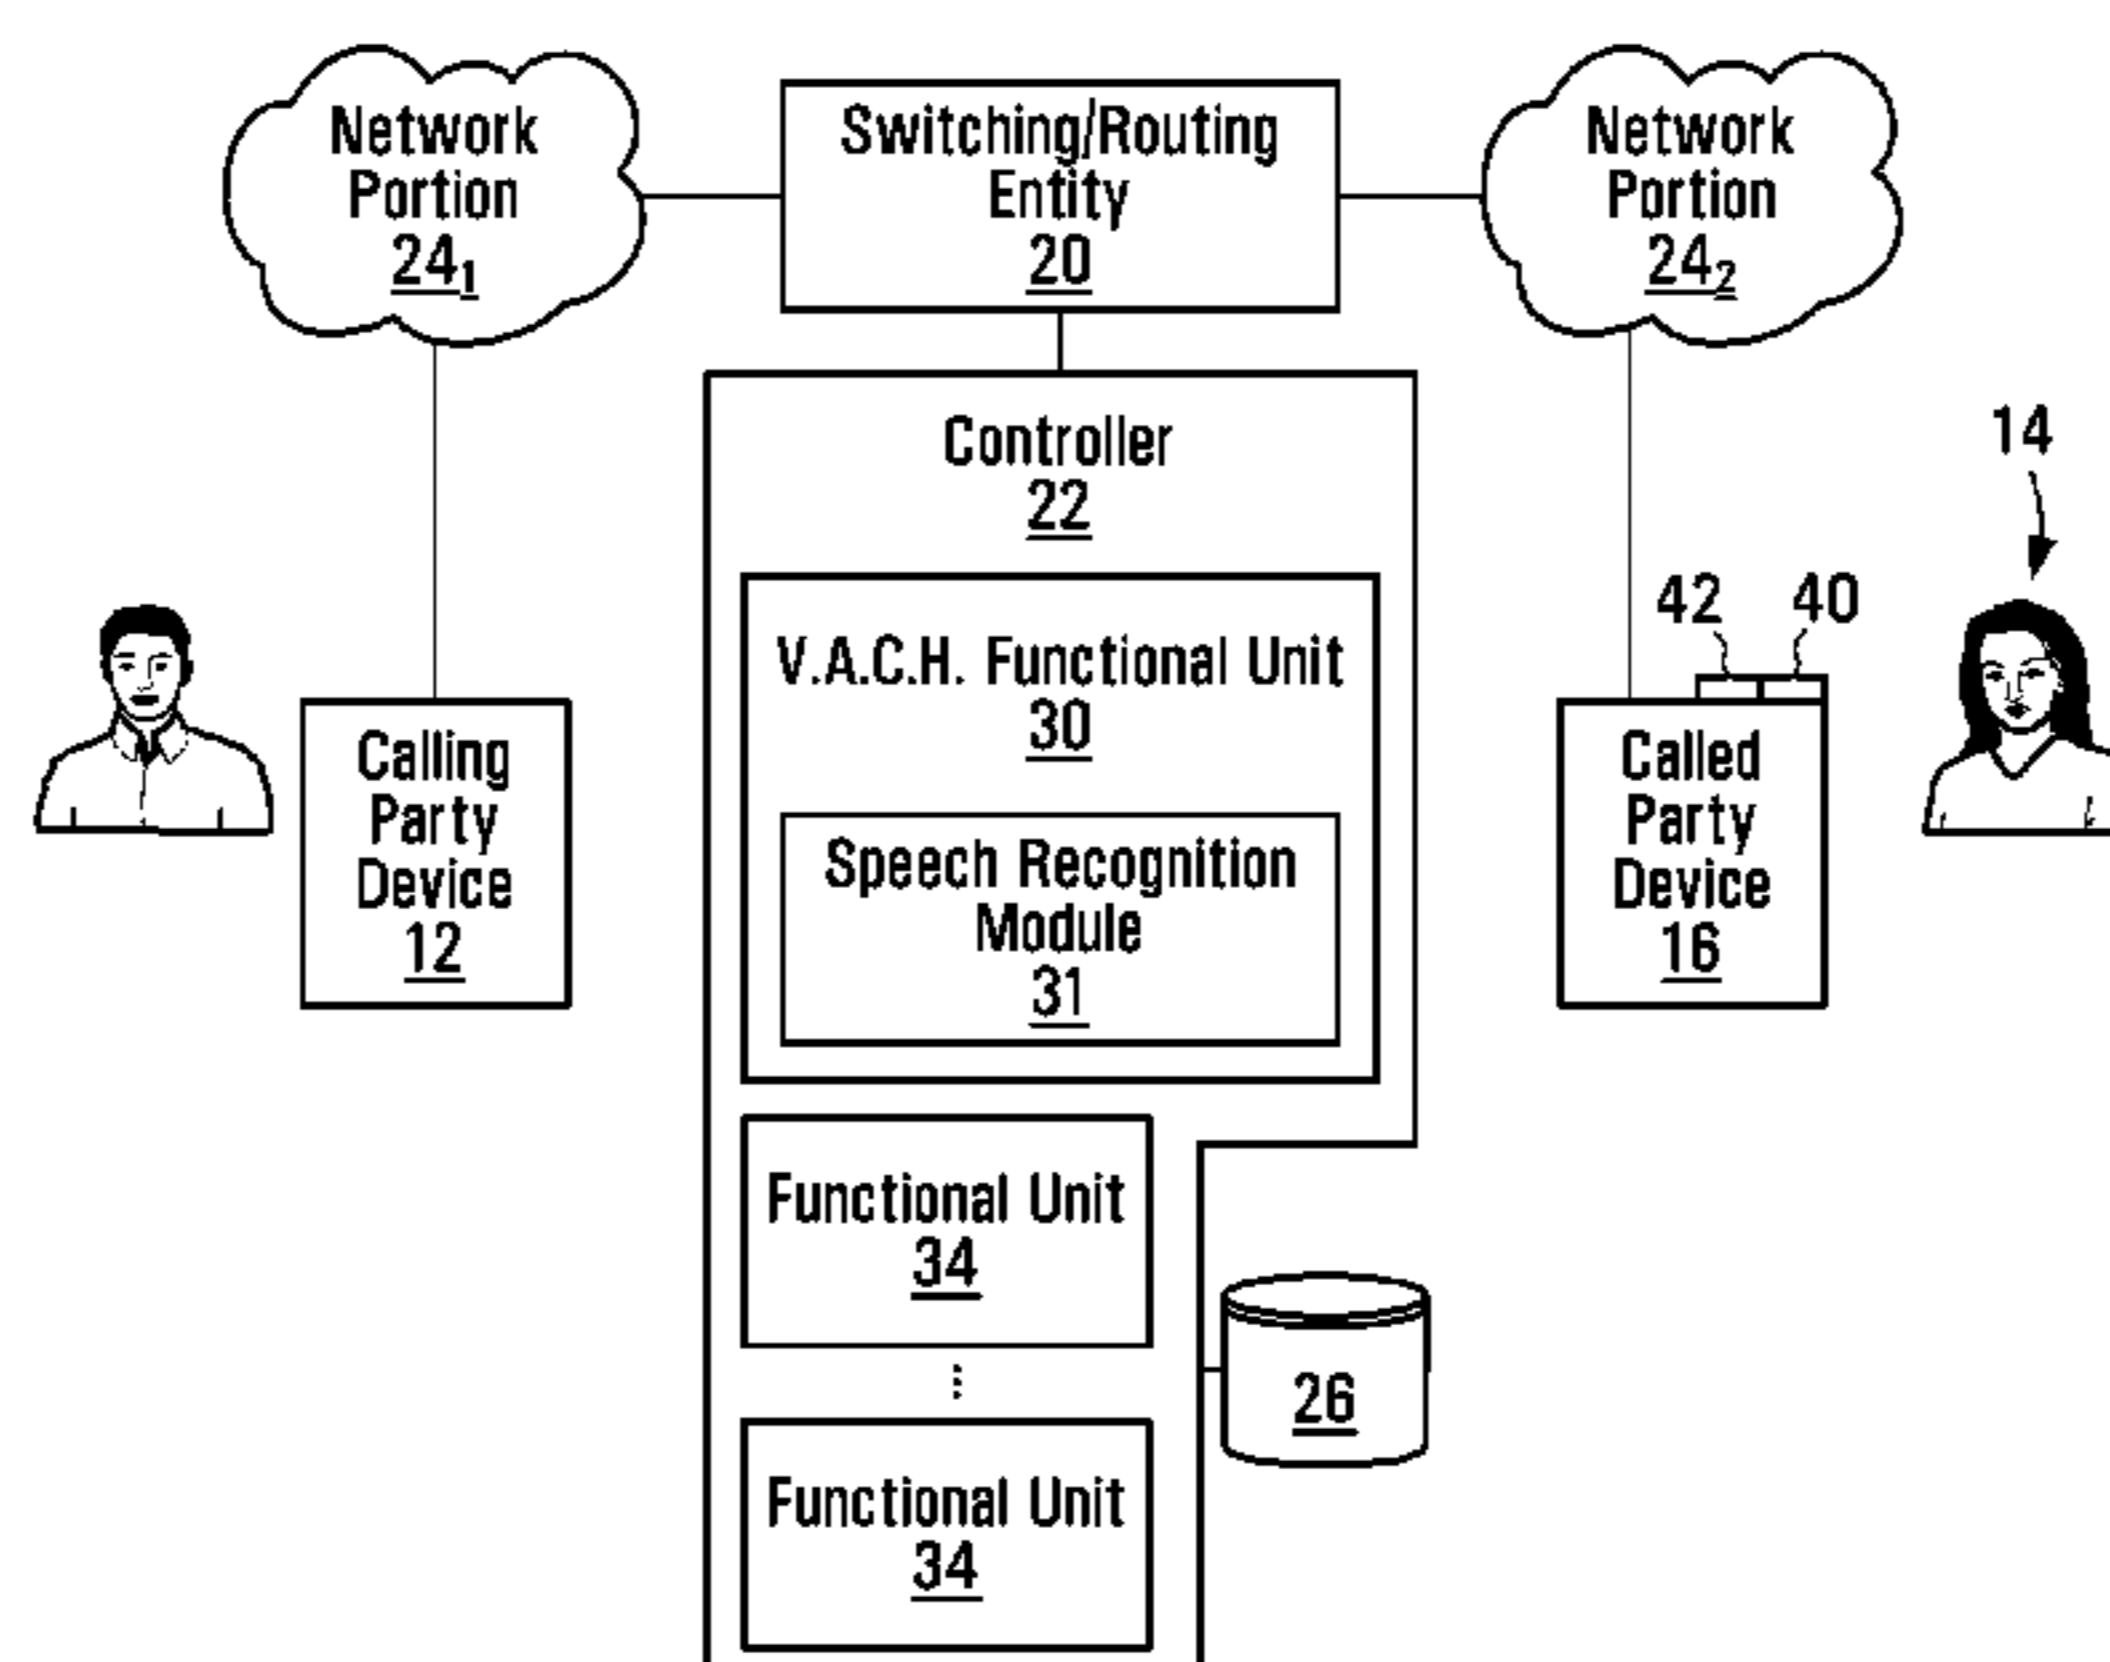 Network
Portion
24₁
Switching/Routing
Entity
20
Network
Portion
24₂
Controller
22
14
42
40
V.A.C.H. Functional Unit
30
Calling
Party
Device
12
Speech Recognition
Module
31
Called
Party
Device
16
Functional Unit
34
26
Functional Unit
34